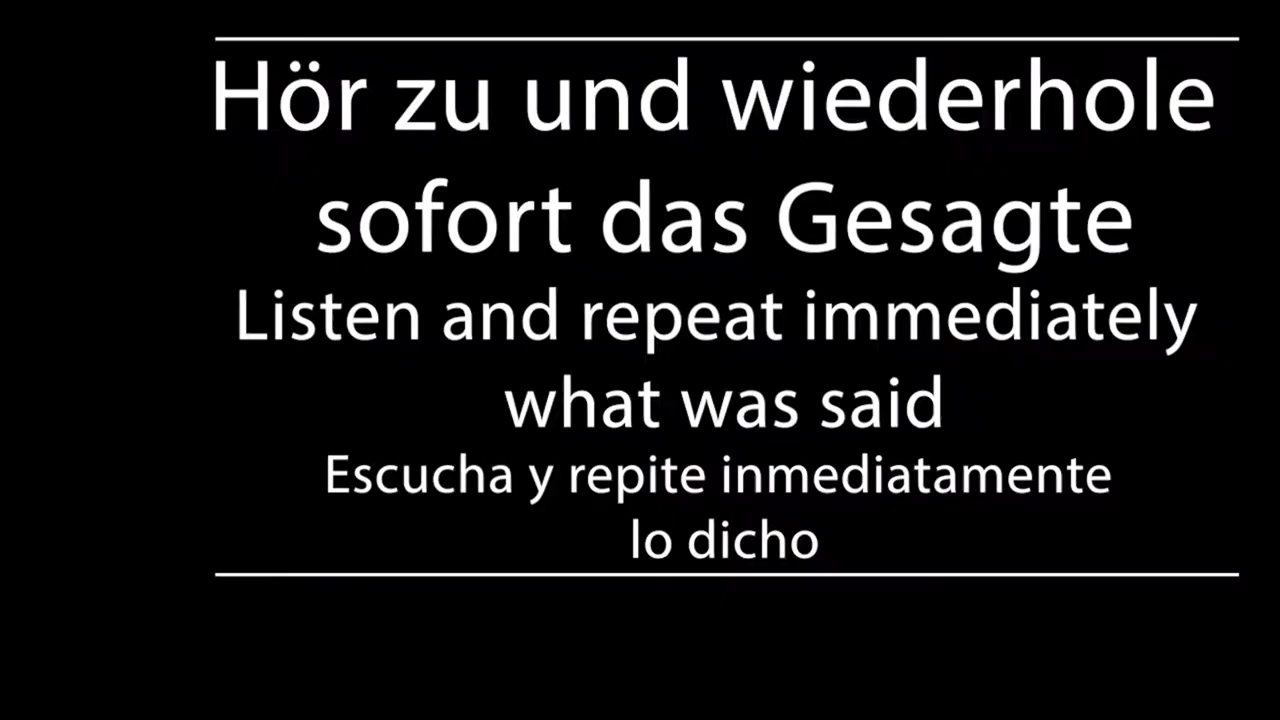 Hör zu und wiederhole
sofort das Gesagte
Listen and repeat immediately
what was said
Escucha y repite inmediatamente
lo dicho